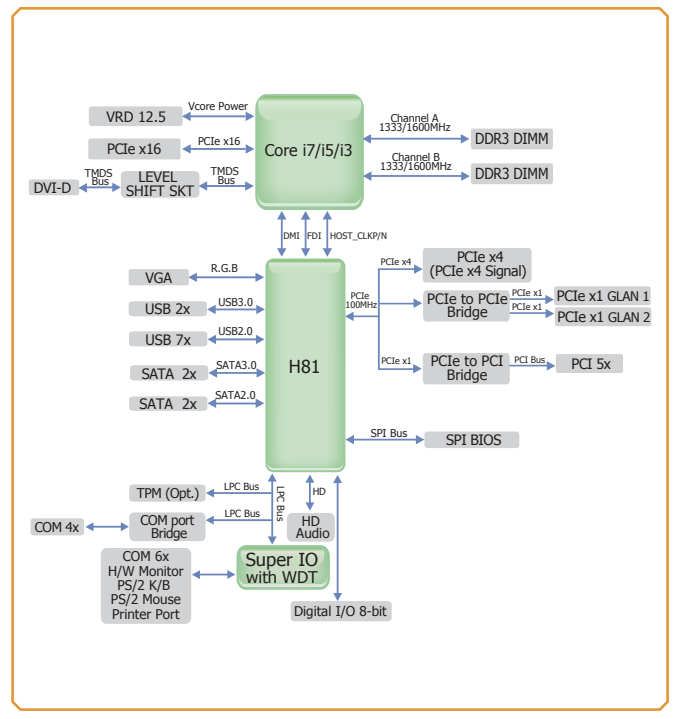 Vcore Power
VRD 12.5
PCIe x16
PCIe x16
TMDS
Bus
DVI-D
LEVEL
SHIFT SKT
TMDS
Bus
Core i7/i5/i3
Channel A
1333/1600MHz
DDR3 DIMM
Channel B
1333/1600MHz
DDR3 DIMM
DMI
FDI
HOST_CLKP/N
VGA
R.G.B
USB 2x
USB3.0
USB 7x
USB2.0
SATA 2x
SATA3.0
SATA 2x
SATA2.0
H81
PCIe
100MHz
PCIe x4
PCIe x4
(PCIe x4 Signal)
PCIe to PCIe
Bridge
PCIe x1
PCIe x1 GLAN 1
PCIe x1
PCIe x1 GLAN 2
PCIe x1
PCIe to PCI
Bridge
PCI Bus
PCI 5x
SPI Bus
SPI BIOS
TPM (Opt.)
LPC Bus
LPC Bus
HD
COM 4x
COM port
Bridge
LPC Bus
HD
Audio
COM 6x
H/W Monitor
PS/2 K/B
PS/2 Mouse
Printer Port
Super IO
with WDT
Digital I/O 8-bit